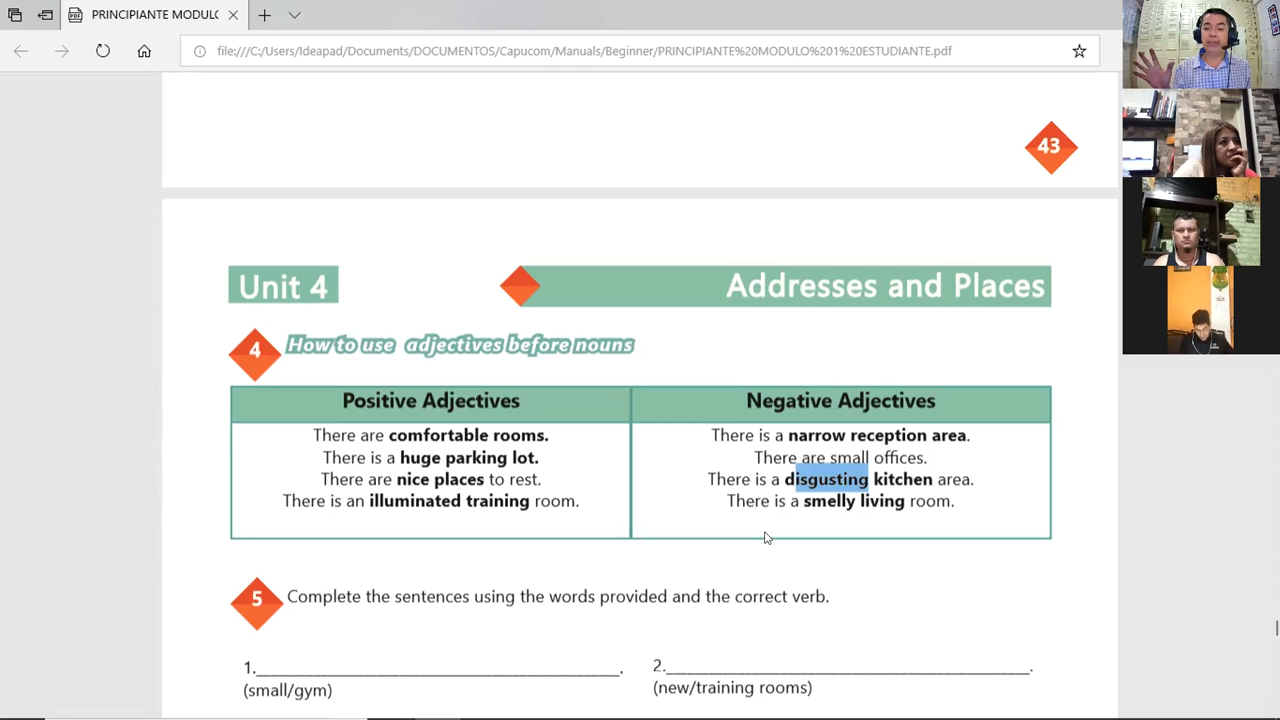 PRINCIPIANTE MODULO
file:///C:/Users/Ideapad/Documents/DOCUMENTOS/Capucom/Manuals/Beginner/PRINCIPIANTE%20MODULO%201%20ESTUDIANTE.p
43
Unit 4
Addresses and Places
4
How to use adjectives before nouns
Positive Adjectives
There are comfortable rooms.
There is a huge parking lot.
There are nice places to rest.
There is an illuminated training room.
Negative Adjectives
There is a narrow reception area.
There are small offices.
There is a disgusting kitchen area.
There is a smelly living room.
5
Complete the sentences using the words provided and the correct verb.
1.________________________________________.
(small/gym)
2.________________________________________.
(new/training rooms)